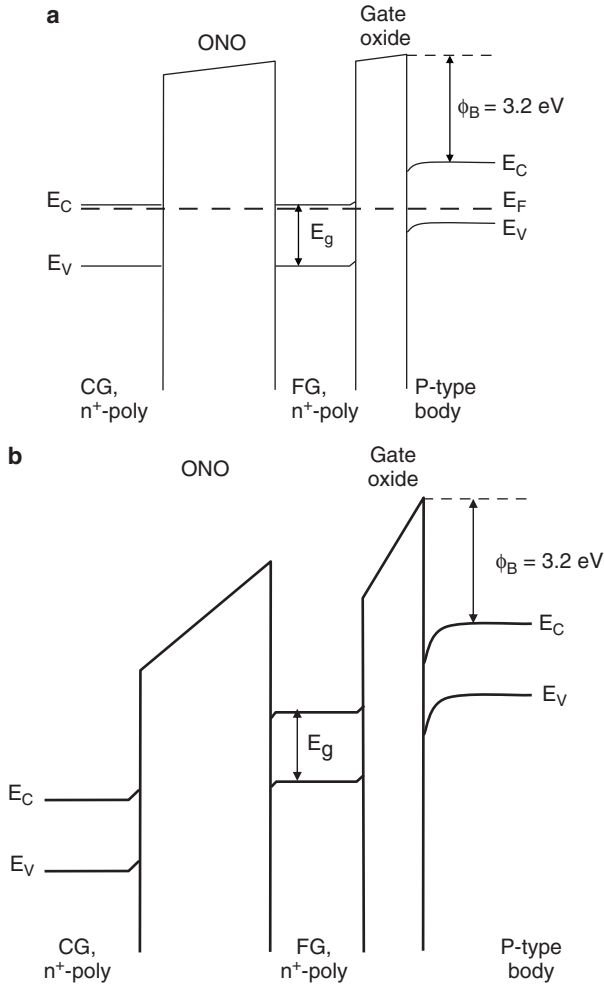 a
ONO
Gate
oxide
ϕB = 3.2 eV
EC
EC
EF
EV
Eg
EV
CG,
n+-poly
FG,
n+-poly
P-type
body
b
ONO
Gate
oxide
ϕB = 3.2 eV
EC
EV
Eg
EC
EV
CG,
n+-poly
FG,
n+-poly
P-type
body